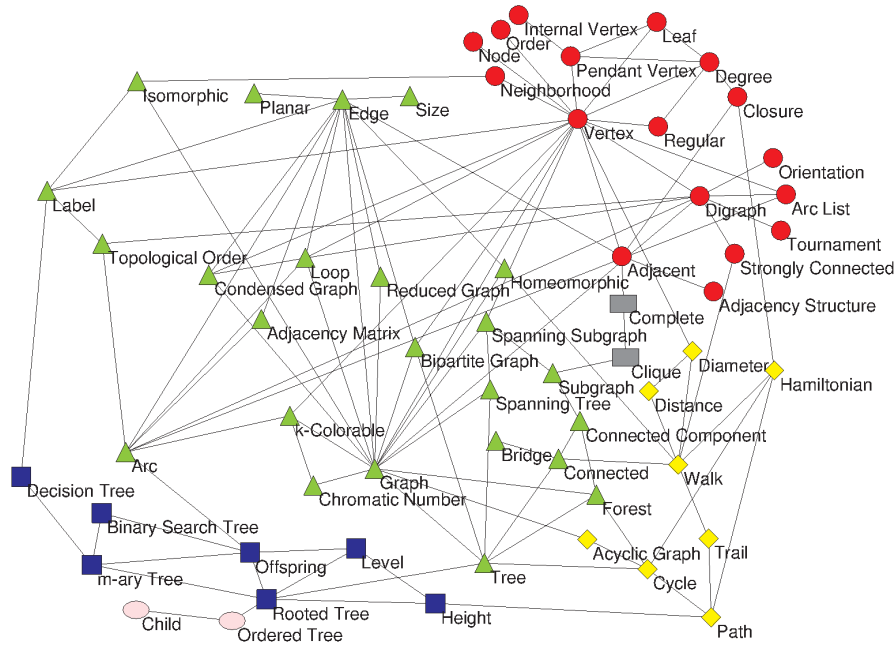 Internal Vertex
Leaf
Order
Node
Pendant Vertex
Degree
Neighborhood
Isomorphic
Planar
Edge
Size
Closure
Vertex
Regular
Orientation
Label
Digraph
Arc List
Tournament
Topological Order
Loop
Condensed Graph
Reduced Graph
Homeomorphic
Adjacent
Strongly Connected
Adjacency Structure
Complete
Adjacency Matrix
Spanning Subgraph
Bipartite Graph
Clique
Diameter
Hamiltonian
Subgraph
Spanning Tree
Distance
k-Colorable
Connected Component
Bridge
Arc
Connected
Walk
Graph
Decision Tree
Chromatic Number
Forest
Binary Search Tree
Acyclic Graph
Trail
Level
Offspring
m-ary Tree
Tree
Cycle
Rooted Tree
Height
Child
Ordered Tree
Path